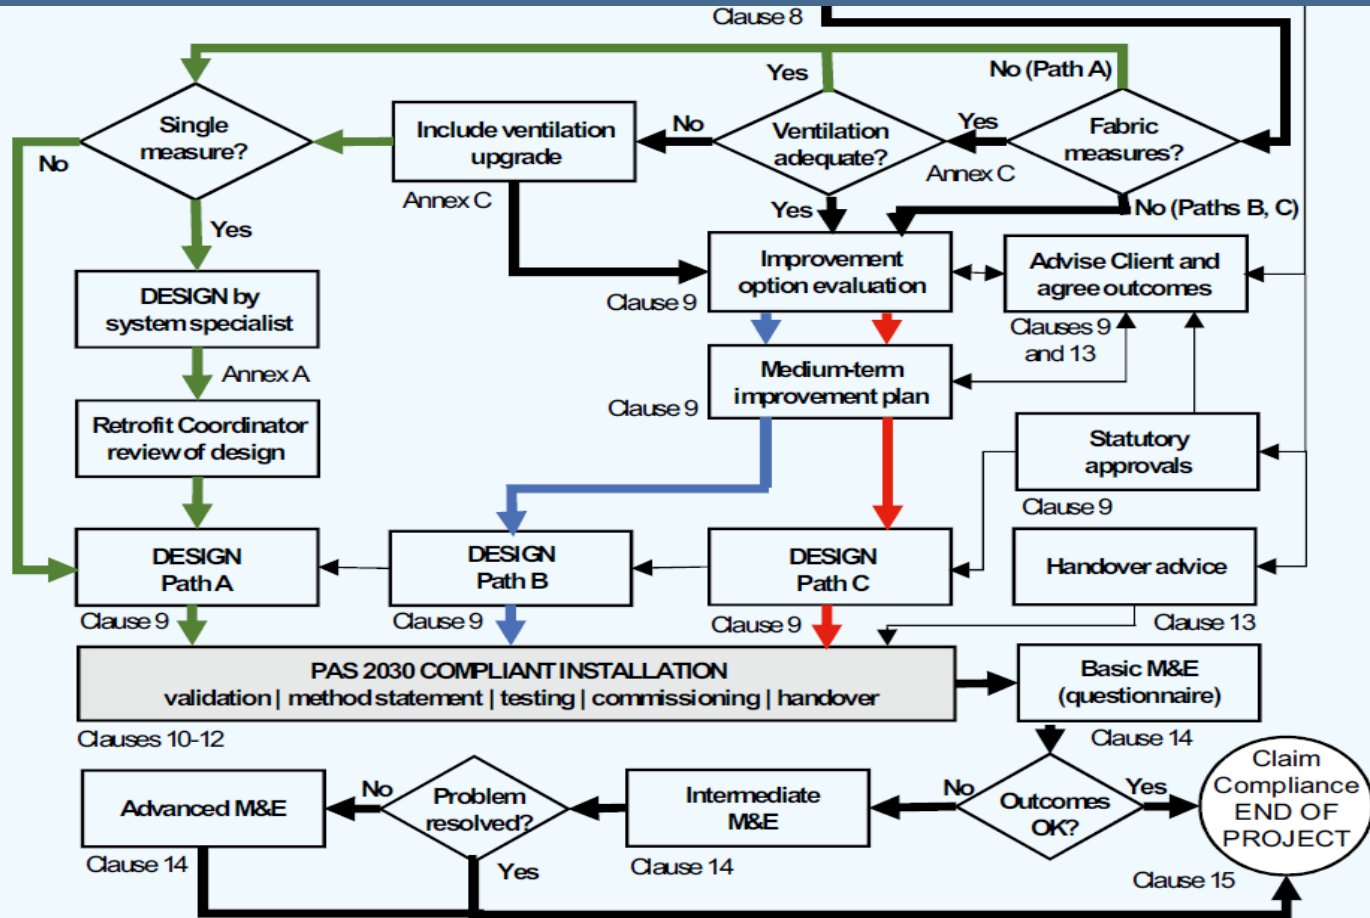 Clause 8
Yes
No (Path A)
Single
measure?
No
Include ventilation
upgrade
No
Ventilation
adequate?
Yes
Fabric
measures?
Annex C
Annex C
Yes
Yes
No (Paths B, C)
DESIGN by
system specialist
Improvement
option evaluation
Advise Client and
agree outcomes
Clause 9
Clauses 9
and 13
Annex A
Medium-term
improvement plan
Clause 9
Retrofit Coordinator
review of design
Statutory
approvals
Clause 9
DESIGN
Path A
DESIGN
Path B
DESIGN
Path C
Handover advice
Clause 9
Clause 9
Clause 9
Clause 13
PAS 2030 COMPLIANT INSTALLATION
validation | method statement | testing | commissioning | handover
Basic M&E
(questionnaire)
Clauses 10-12
Clause 14
Advanced M&E
No
Problem
resolved?
Intermediate
M&E
No
Outcomes
OK?
Yes
Claim
Compliance
END OF
PROJECT
Clause 14
Yes
Clause 14
Clause 15